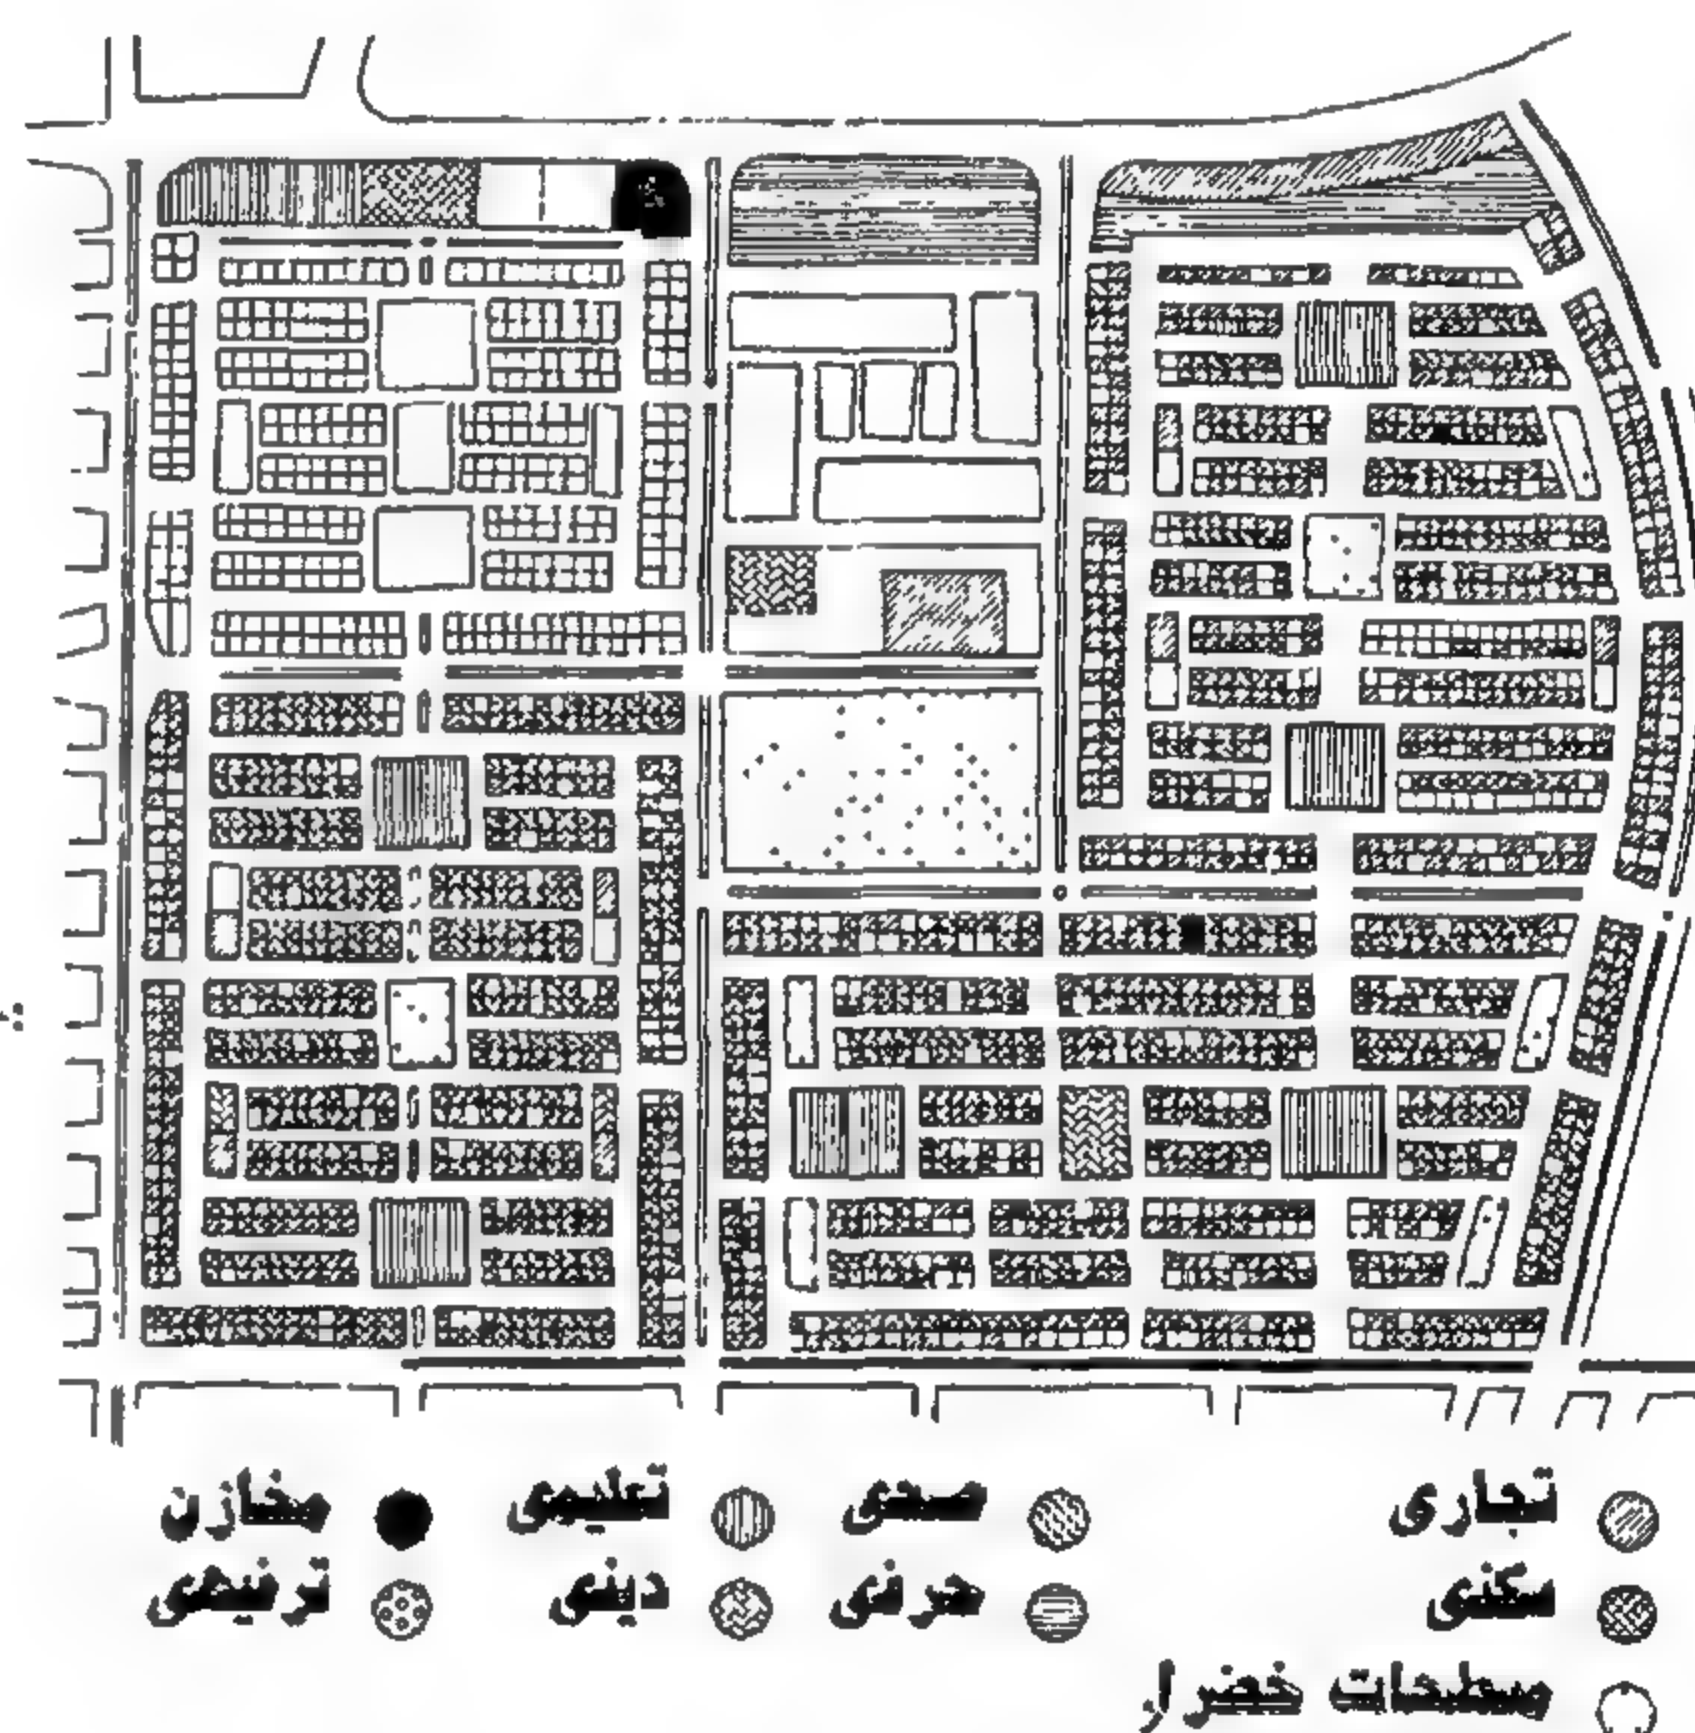 تجارى صحى تعليمى مخازن
سكنى حرفى دينى ترفيهى
مسطحات خضراء